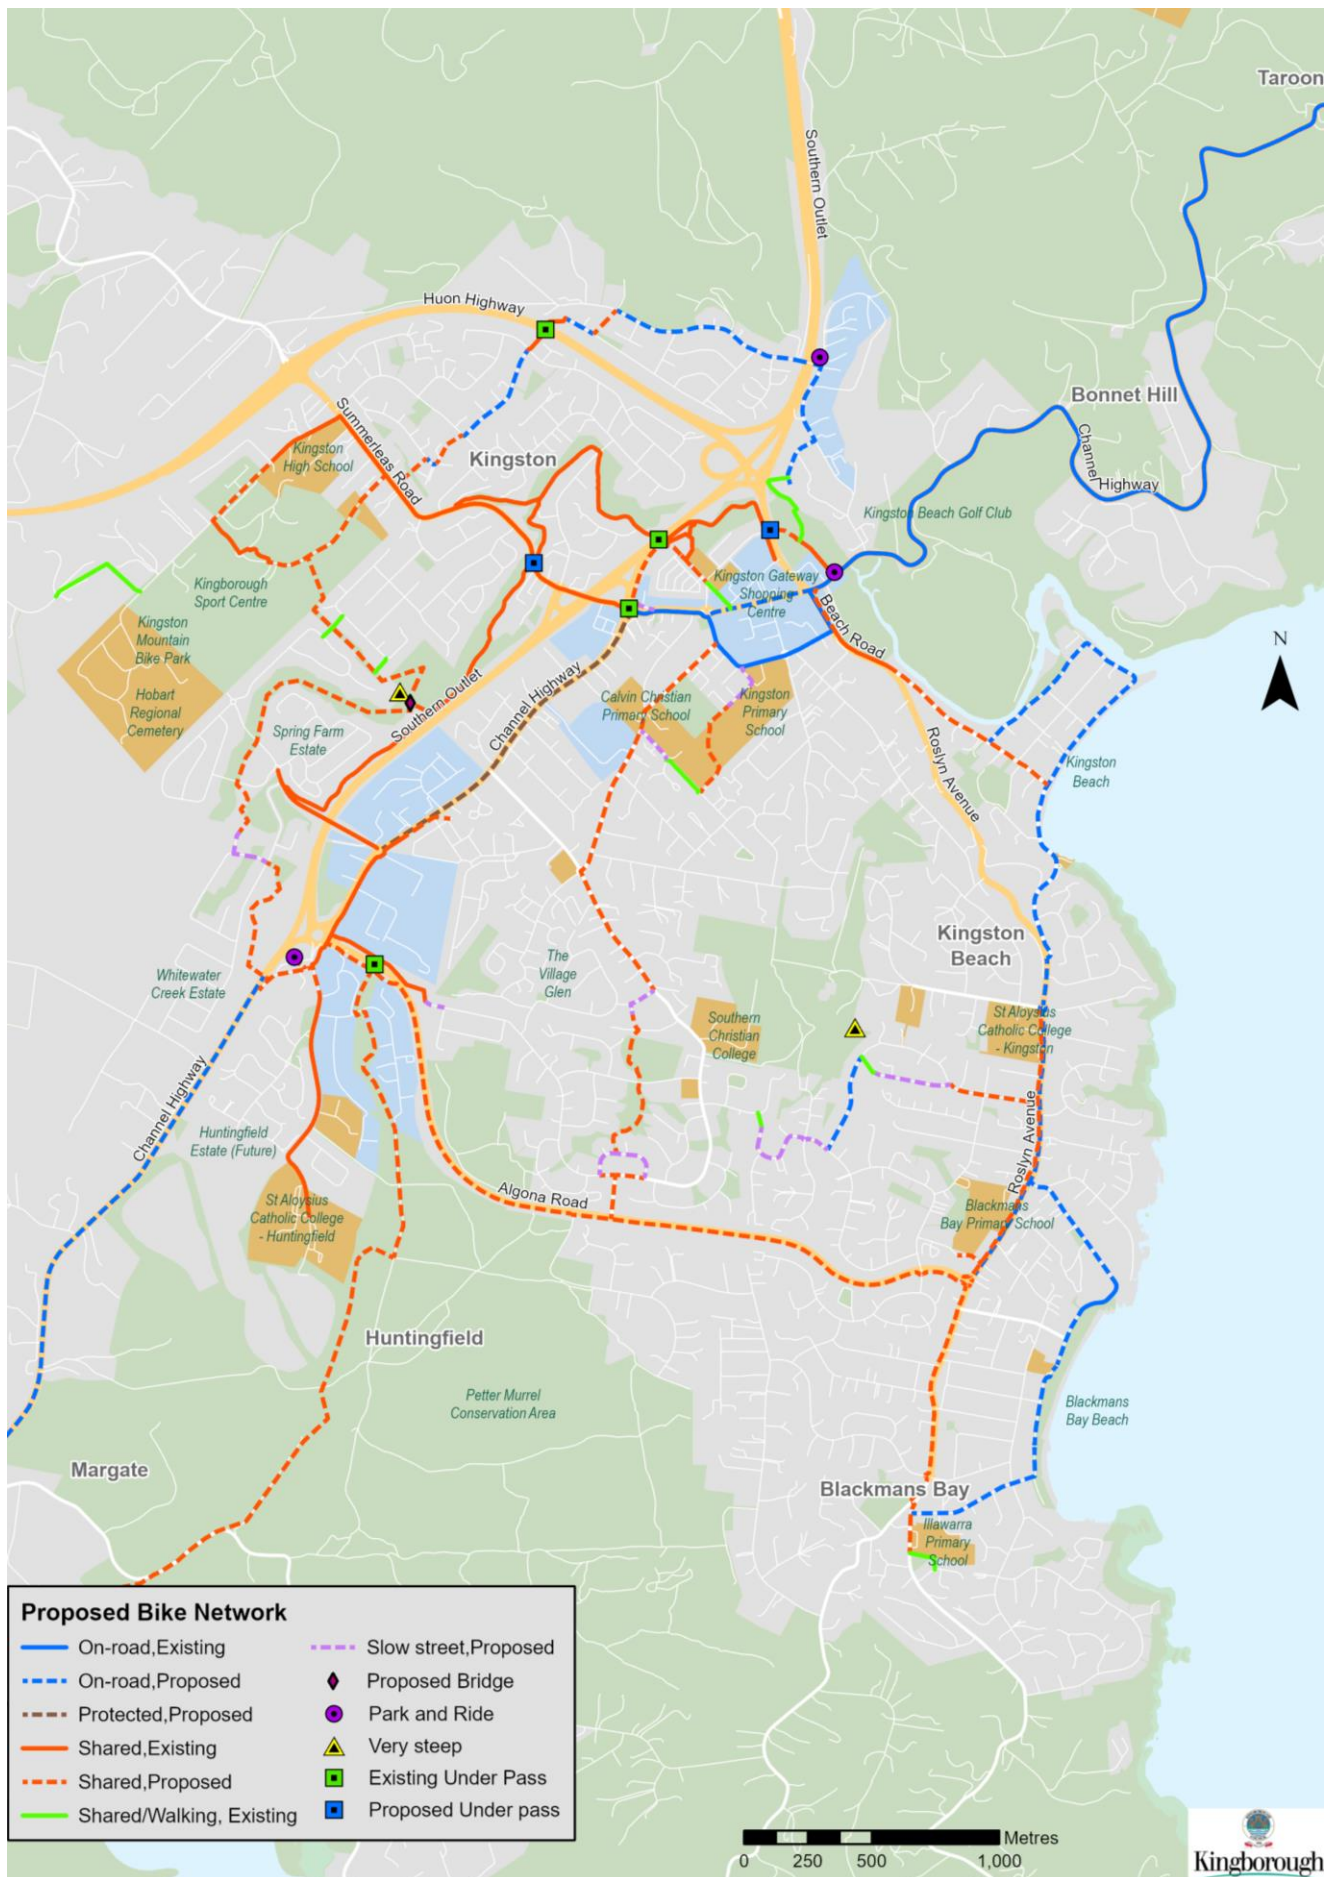 Taroon
Southern Outlet
Huon Highway
Bonnet Hill
Channel
Highway
Summerleas Road
Kingston
High School
Kingston
Kingston Beach Golf Club
Kingborough
Sport Centre
Kingston Gateway
Shopping
Centre
Kingston
Mountain
Bike Park
Beach Road
N
Hobart
Regional
Cemetery
Southern Outlet
Channel Highway
Calvin Christian
Primary School
Kingston
Primary
School
Spring Farm
Estate
Roslyn Avenue
Kingston
Beach
Kingston
Beach
Whitewater
Creek Estate
The
Village
Glen
Southern
Christian
College
St Aloysius
Catholic College
- Kingston
Channel Highway
Huntingfield
Estate (Future)
Roslyn Avenue
Algona Road
St Aloysius
Catholic College
- Huntingfield
Blackmans
Bay Primary School
Huntingfield
Petter Murrel
Conservation Area
Blackmans
Bay Beach
Margate
Blackmans Bay
Illawarra
Primary
School
Proposed Bike Network
On-road,Existing
On-road,Proposed
Protected,Proposed
Shared,Existing
Shared,Proposed
Shared/Walking, Existing
Slow street,Proposed
Proposed Bridge
Park and Ride
Very steep
Existing Under Pass
Proposed Under pass
Metres
0 250 500 1,000
Kingborough